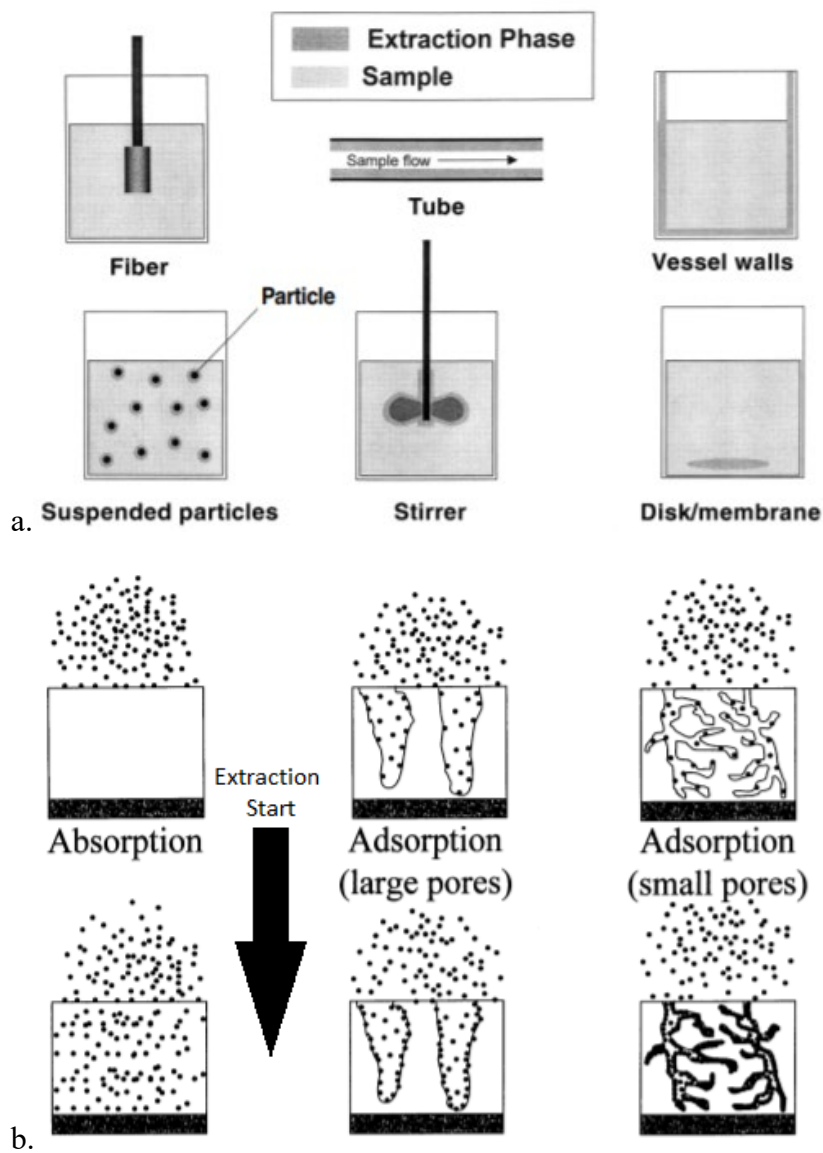 Extraction Phase
Sample
Fiber
Sample flow
Tube
Vessel walls
Particle
a.
Suspended particles
Stirrer
Disk/membrane
Absorption
Extraction
Start
Adsorption
(large pores)
Adsorption
(small pores)
b.